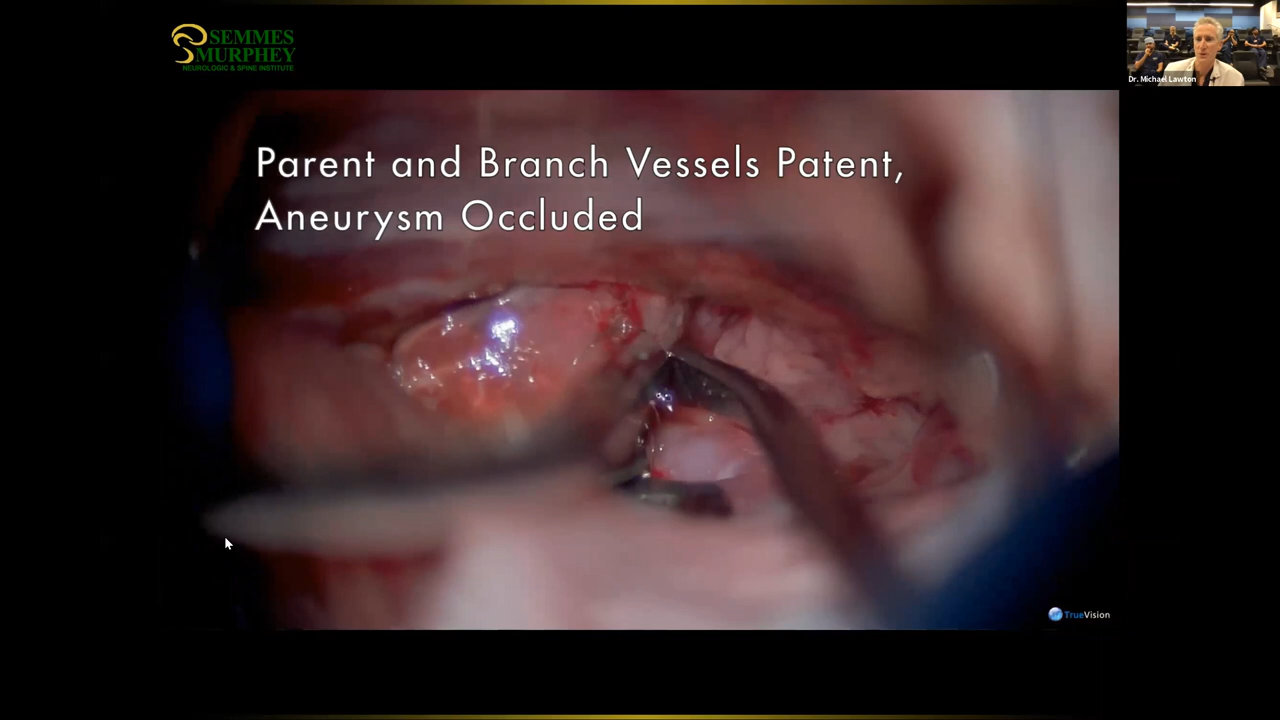 SEMMES
MURPHEY
NEUROLOGIC & SPINE INSTITUTE
Dr. Michael Lawton
Parent and Branch Vessels Patent,
Aneurysm Occluded
TrueVision